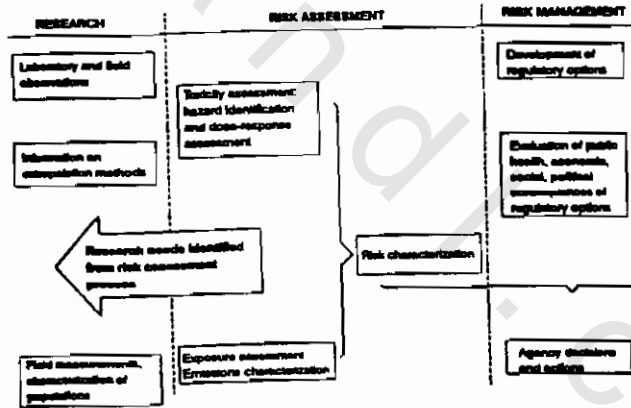 RESEARCH
RISK ASSESSMENT
RISK MANAGEMENT
Laboratory and field
observations
Information on
extrapolation methods
Research needs identified
from risk assessment
process
Field measurements,
characterization of
populations
Toxicity assessment:
hazard identification
and dose-response
assessment
Exposure assessment
Emissions characterization
Risk characterization
Development of
regulatory options
Evaluation of public
health, economic,
social, political
consequences of
regulatory options
Agency decisions
and actions